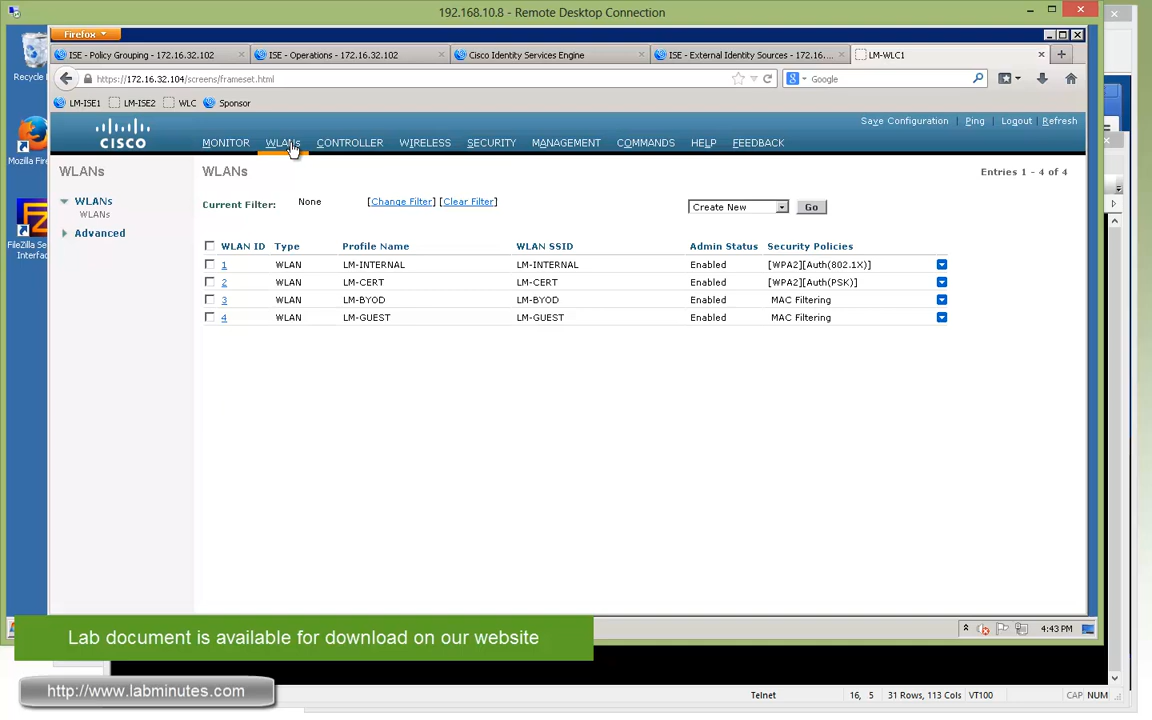 192.168.10.8 - Remote Desktop Connection
Recycle
Mozilla Fire
FileZilla Se
Interfac
Firefox
ISE - Policy Grouping - 172.16.32.102
ISE - Operations - 172.16.32.102
Cisco Identity Services Engine
ISE - External Identity Sources - 172.16....
LM-WLC1
https://172.16.32.104/screens/frameset.html
Google
LM-ISE1
LM-ISE2
WLC
Sponsor
Save Configuration | Ping | Logout | Refresh
CISCO
MONITOR WLANs CONTROLLER WIRELESS SECURITY MANAGEMENT COMMANDS HELP FEEDBACK
WLANs
WLANs
WLANs
Advanced
WLANs
Entries 1 - 4 of 4
Current Filter: None [Change Filter] [Clear Filter]
Create New Go
WLAN ID Type Profile Name WLAN SSID Admin Status Security Policies
1 WLAN LM-INTERNAL LM-INTERNAL Enabled [WPA2][Auth(802.1X)]
2 WLAN LM-CERT LM-CERT Enabled [WPA2][Auth(PSK)]
3 WLAN LM-BYOD LM-BYOD Enabled MAC Filtering
4 WLAN LM-GUEST LM-GUEST Enabled MAC Filtering
4:43 PM
Lab document is available for download on our website
http://www.labminutes.com
Telnet 16, 5 31 Rows, 113 Cols VT100 CAP NUM